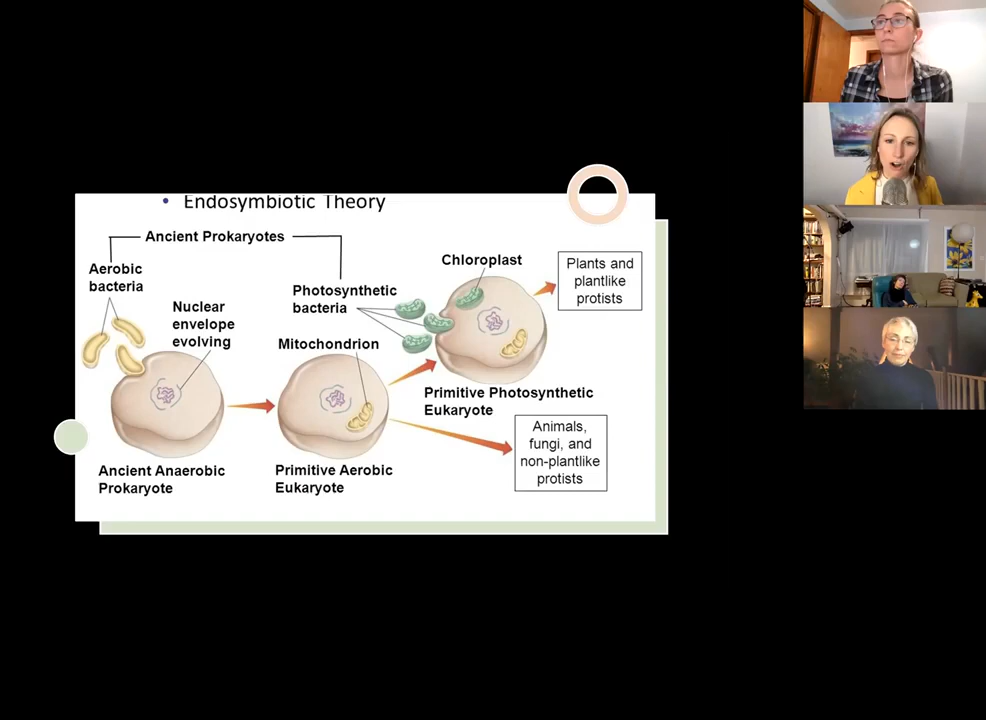 • Endosymbiotic Theory
Ancient Prokaryotes
Aerobic
bacteria
Nuclear
envelope
evolving
Photosynthetic
bacteria
Mitochondrion
Chloroplast
Plants and
plantlike
protists
Primitive Photosynthetic
Eukaryote
Animals,
fungi, and
non-plantlike
protists
Ancient Anaerobic
Prokaryote
Primitive Aerobic
Eukaryote